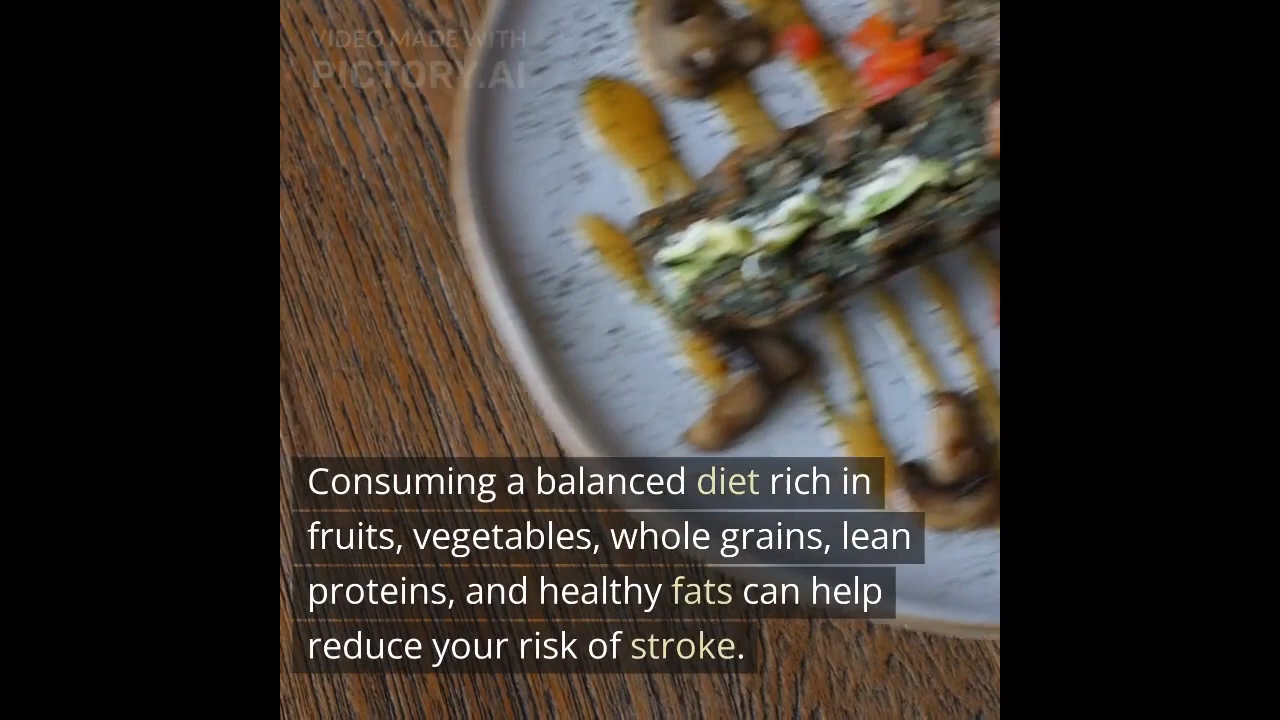 VIDEO MADE WITH
PICTORY.AI
Consuming a balanced diet rich in
fruits, vegetables, whole grains, lean
proteins, and healthy fats can help
reduce your risk of stroke.